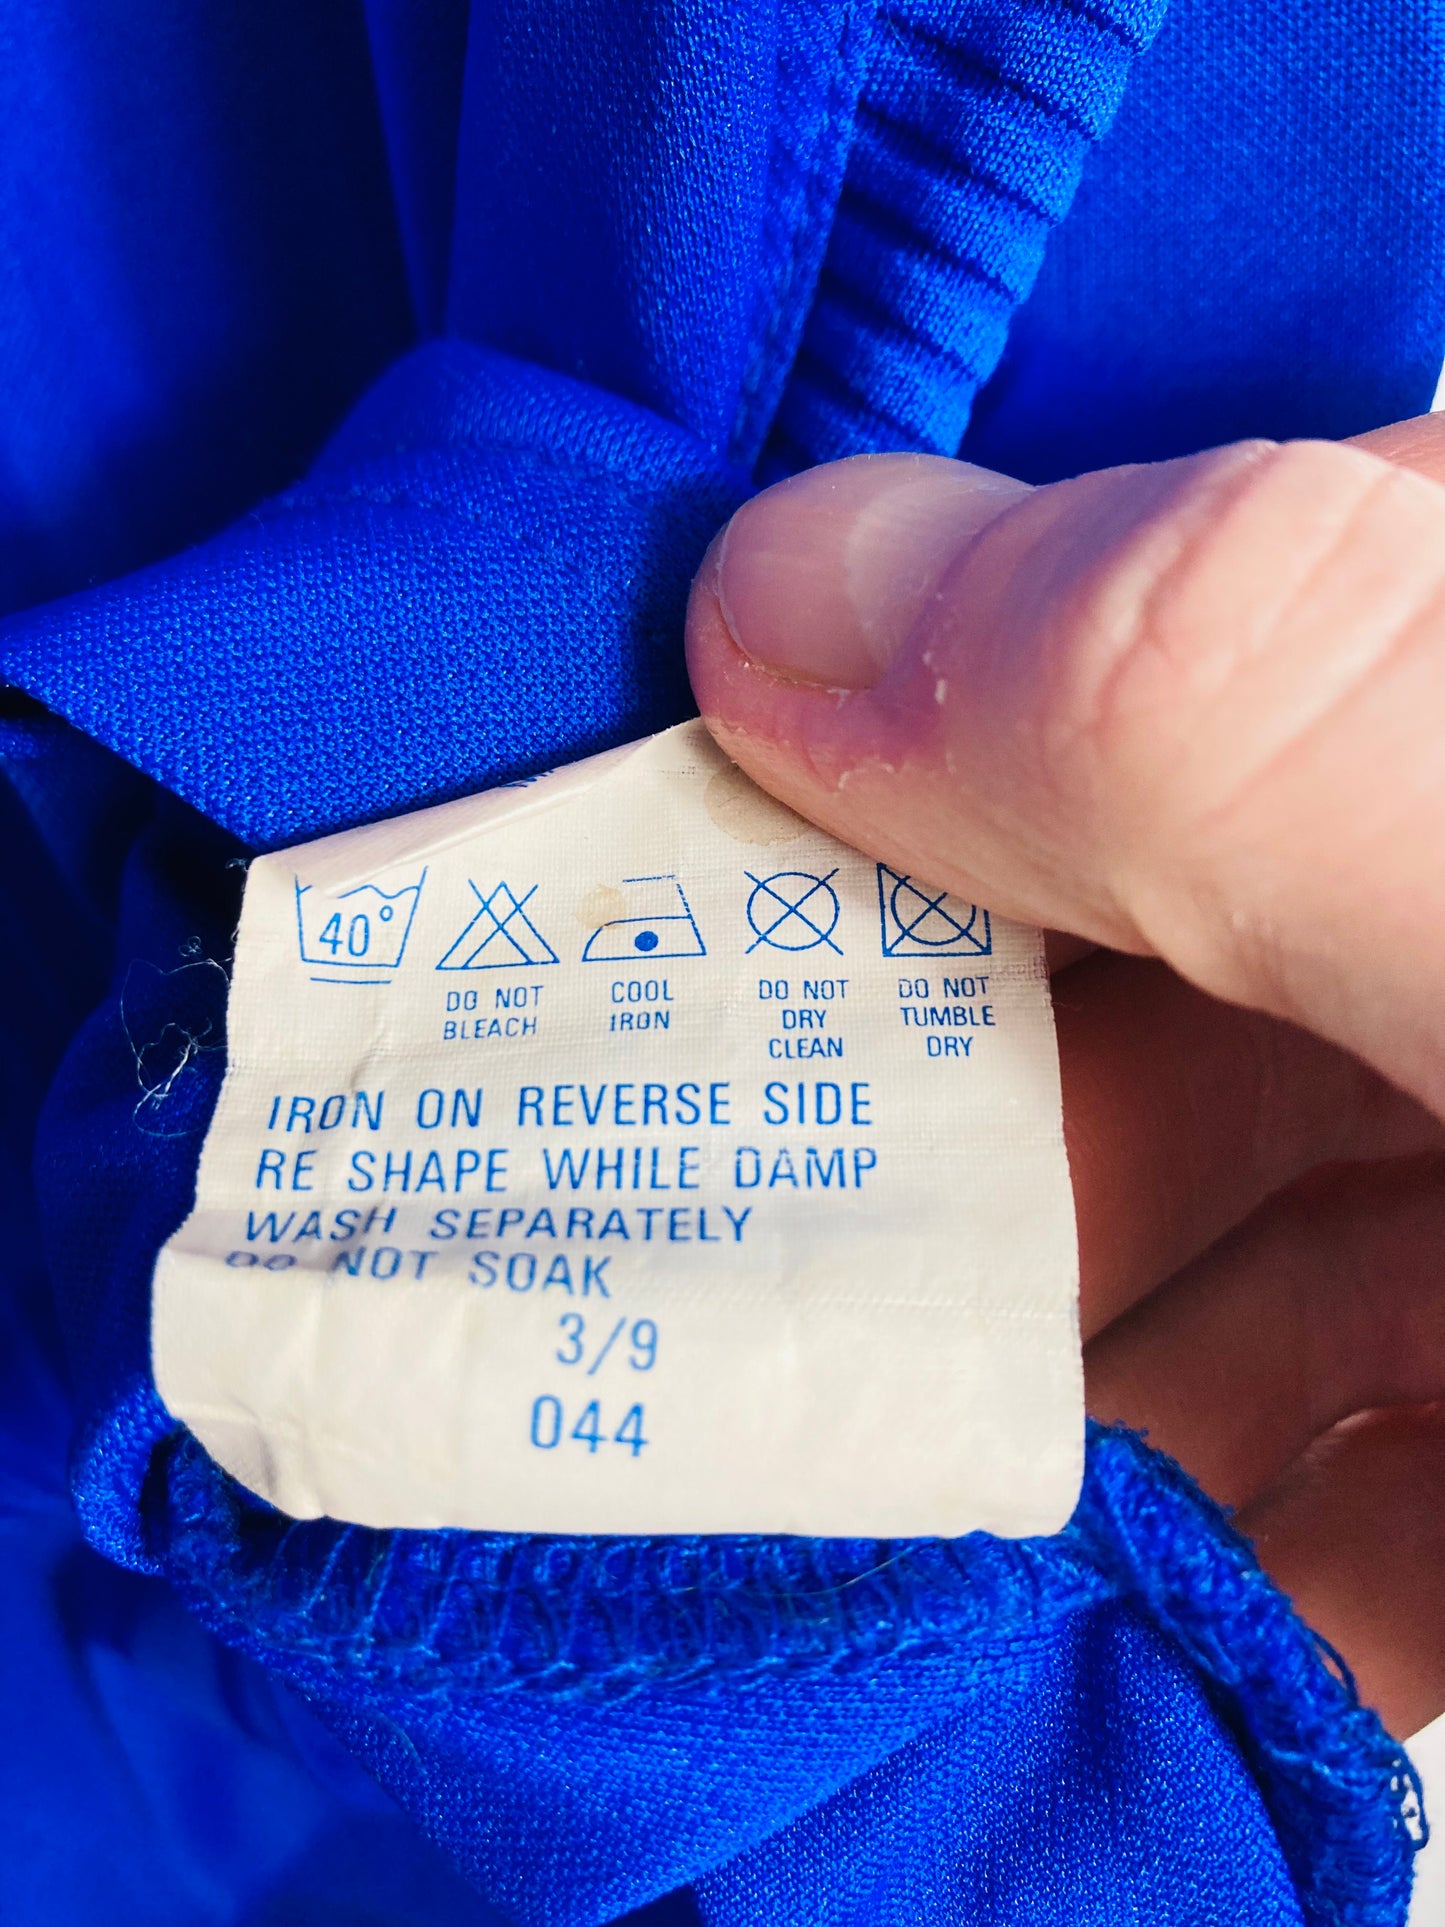 40°
DO NOT BLEACH
COOL IRON
DO NOT DRY CLEAN
DO NOT TUMBLE DRY
IRON ON REVERSE SIDE
RE SHAPE WHILE DAMP
WASH SEPARATELY
DO NOT SOAK
3/9
044